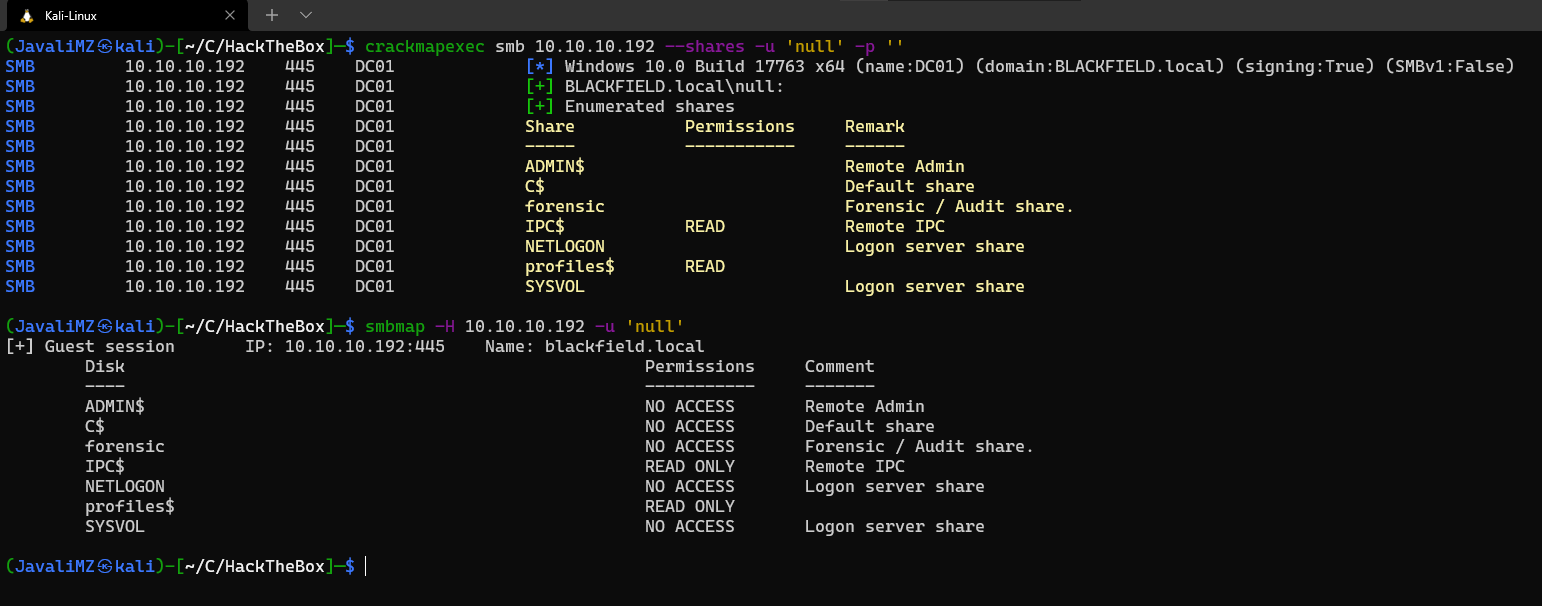 Kali-Linux
(JavaliMZ㉿kali)-[~/C/HackTheBox]-$ crackmapexec smb 10.10.10.192 --shares -u 'null' -p ''
SMB 10.10.10.192 445 DC01 [*] Windows 10.0 Build 17763 x64 (name:DC01) (domain:BLACKFIELD.local) (signing:True) (SMBv1:False)
SMB 10.10.10.192 445 DC01 [+] BLACKFIELD.local\null:
SMB 10.10.10.192 445 DC01 [+] Enumerated shares
SMB 10.10.10.192 445 DC01 Share Permissions Remark
SMB 10.10.10.192 445 DC01 ----- ----------- ------
SMB 10.10.10.192 445 DC01 ADMIN$ Remote Admin
SMB 10.10.10.192 445 DC01 C$ Default share
SMB 10.10.10.192 445 DC01 forensic Forensic / Audit share.
SMB 10.10.10.192 445 DC01 IPC$ READ Remote IPC
SMB 10.10.10.192 445 DC01 NETLOGON Logon server share
SMB 10.10.10.192 445 DC01 profiles$ READ
SMB 10.10.10.192 445 DC01 SYSVOL Logon server share
(JavaliMZ㉿kali)-[~/C/HackTheBox]-$ smbmap -H 10.10.10.192 -u 'null'
[+] Guest session IP: 10.10.10.192:445 Name: blackfield.local
Disk Permissions Comment
---- ----------- -------
ADMIN$ NO ACCESS Remote Admin
C$ NO ACCESS Default share
forensic NO ACCESS Forensic / Audit share.
IPC$ READ ONLY Remote IPC
NETLOGON NO ACCESS Logon server share
profiles$ READ ONLY
SYSVOL NO ACCESS Logon server share
(JavaliMZ㉿kali)-[~/C/HackTheBox]-$